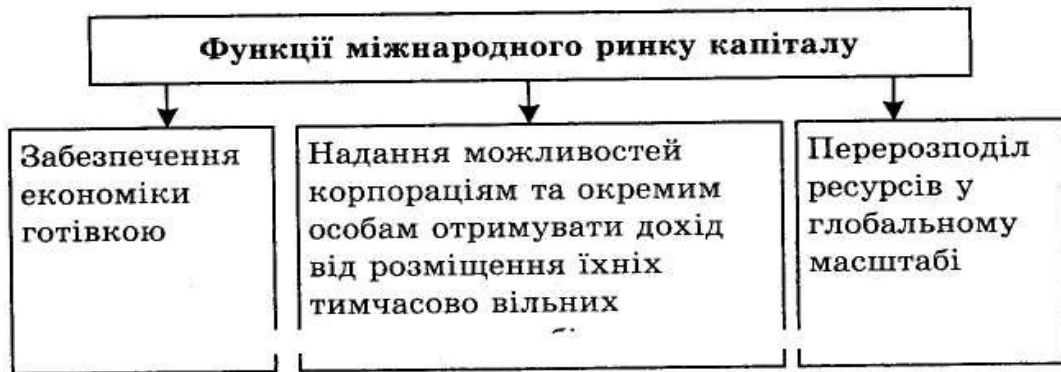 Функції міжнародного ринку капіталу
Забезпечення
економіки
готівкою
Надання можливостей
корпораціям та окремим
особам отримувати дохід
від розміщення їхніх
тимчасово вільних
Перерозподіл
ресурсів у
глобальному
масштабі